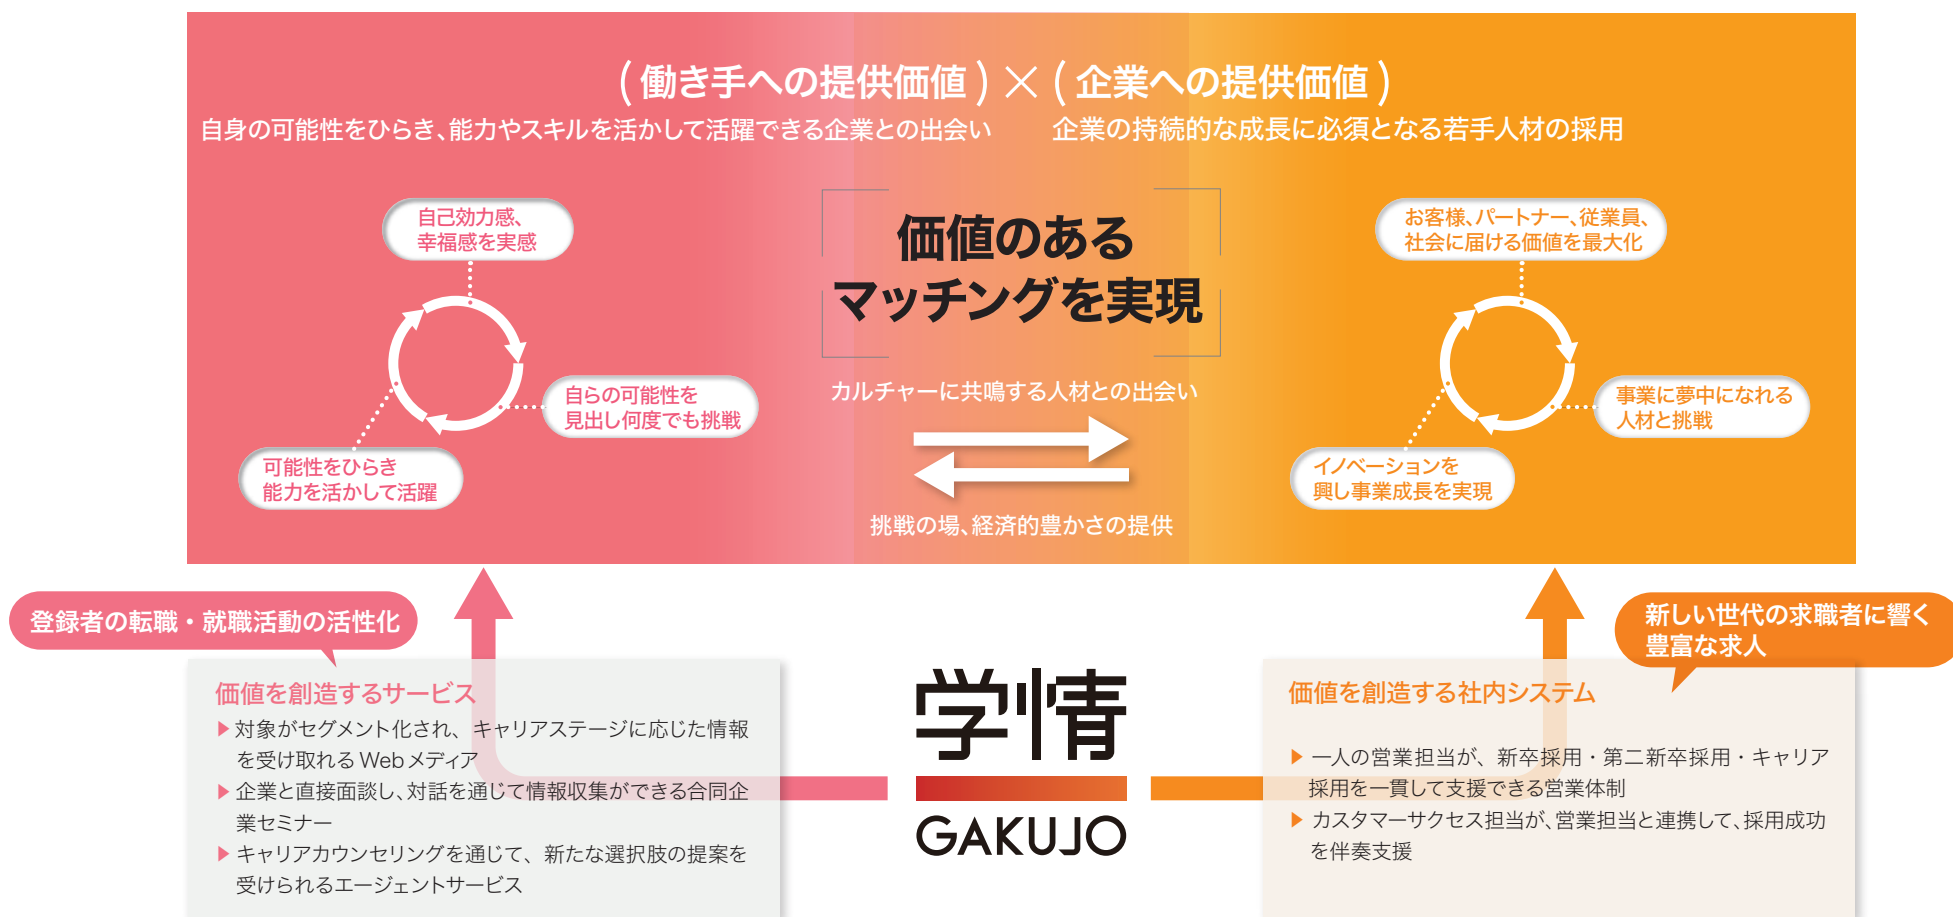 (働き手への提供価値)×(企業への提供価値)
自身の可能性をひらき、能力やスキルを活かして活躍できる企業との出会い
企業の持続的な成長に必須となる若手人材の採用
自己効力感、
幸福感を実感
自らの可能性を
見出し何度でも挑戦
可能性をひらき
能力を活かして活躍
価値のある
マッチングを実現
カルチャーに共鳴する人材との出会い
挑戦の場、経済的豊かさの提供
お客様、パートナー、従業員、
社会に届ける価値を最大化
事業に夢中になれる
人材と挑戦
イノベーションを
興し事業成長を実現
登録者の転職・就職活動の活性化
価値を創造するサービス
▶対象がセグメント化され、キャリアステージに応じた情報
を受け取れる Web メディア
▶企業と直接面談し、対話を通じて情報収集ができる合同企
業セミナー
▶キャリアカウンセリングを通じて、新たな選択肢の提案を
受けられるエージェントサービス
学情
GAKUJO
新しい世代の求職者に響く
豊富な求人
価値を創造する社内システム
▶一人の営業担当が、新卒採用・第二新卒採用・キャリア
採用を一貫して支援できる営業体制
▶カスタマーサクセス担当が、営業担当と連携して、採用成功
を伴奏支援